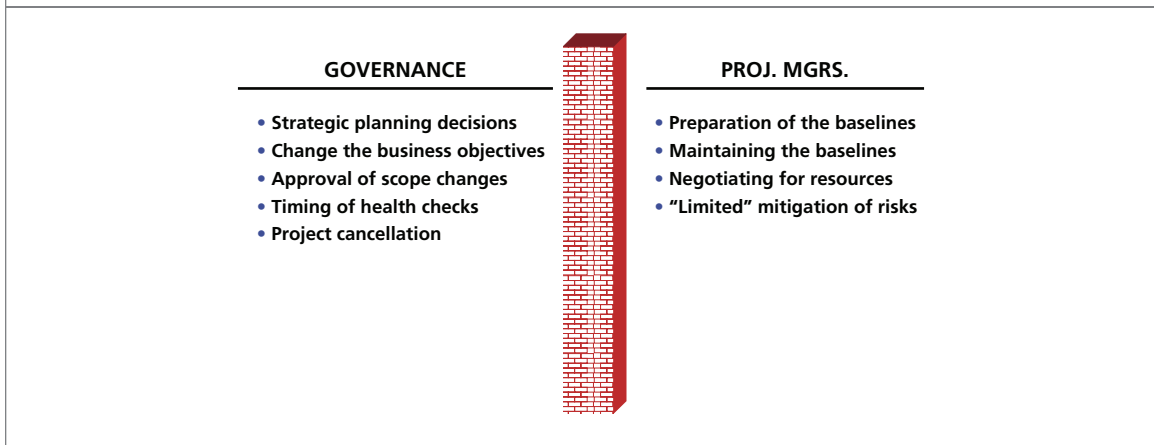 GOVERNANCE
• Strategic planning decisions
• Change the business objectives
• Approval of scope changes
• Timing of health checks
• Project cancellation
PROJ. MGRS.
• Preparation of the baselines
• Maintaining the baselines
• Negotiating for resources
• “Limited” mitigation of risks